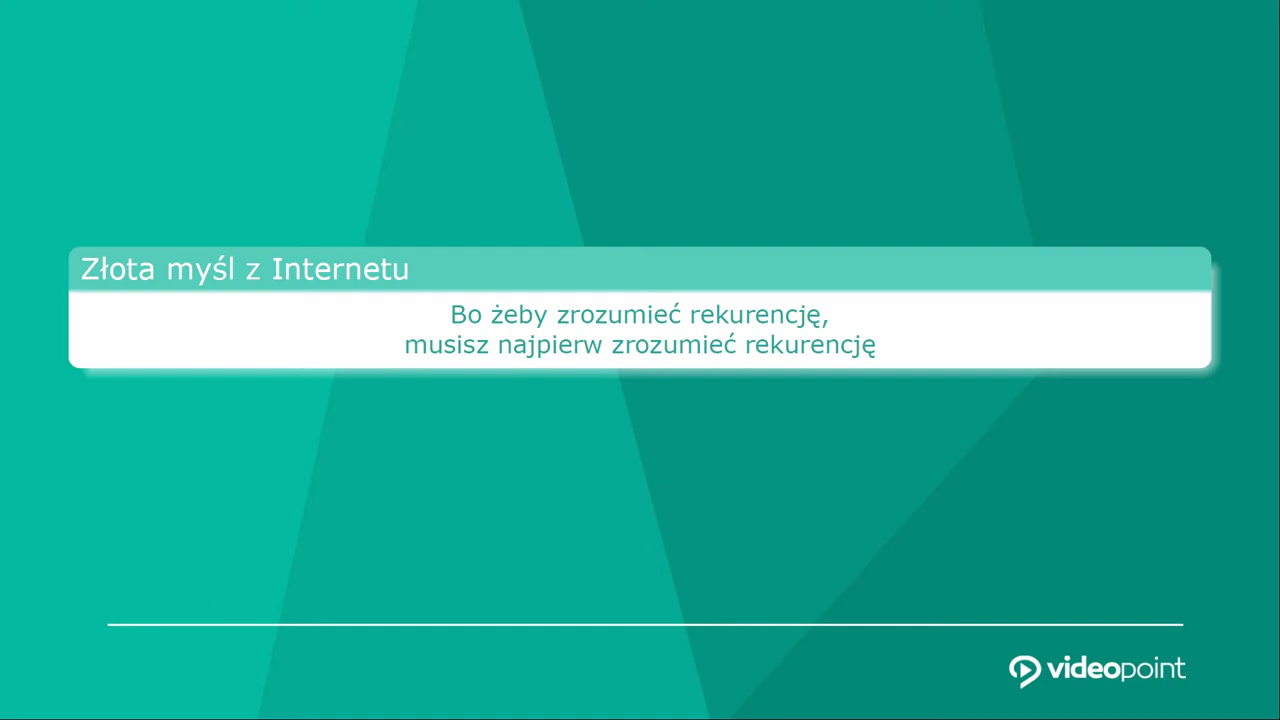 Złota myśl z Internetu
Bo żeby zrozumieć rekurencję,
musisz najpierw zrozumieć rekurencję
videopoint